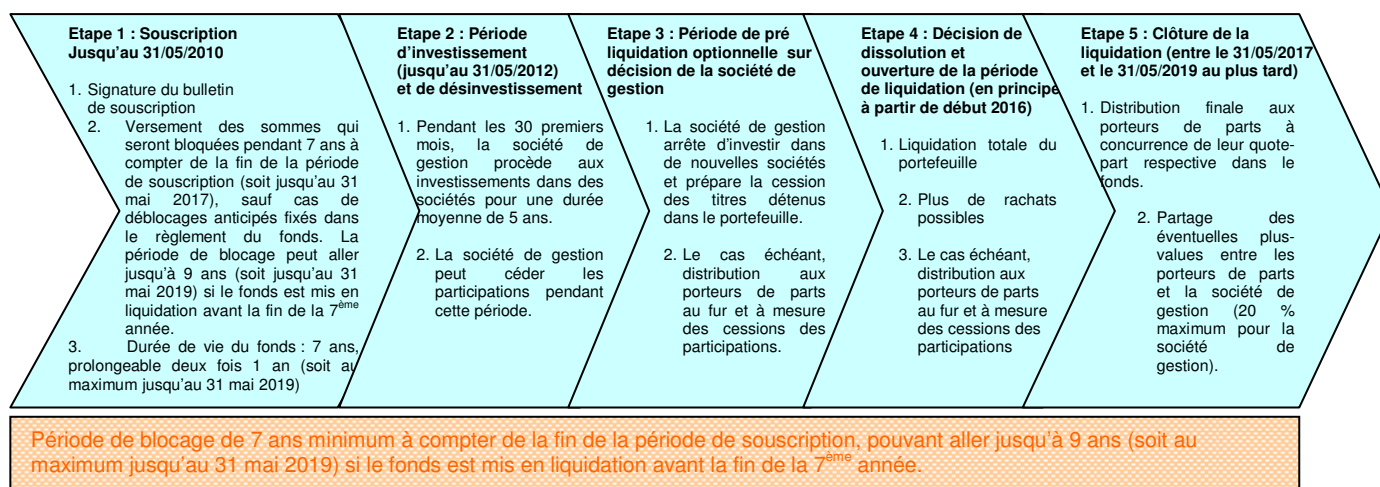 Etape 1 : Souscription
Jusqu'au 31/05/2010
1. Signature du bulletin
de souscription
2. Versement des sommes qui
seront bloquées pendant 7 ans à
compter de la fin de la période
de souscription (soit jusqu'au 31
mai 2017), sauf cas de
déblocages anticipés fixés dans
le règlement du fonds. La
période de blocage peut aller
jusqu'à 9 ans (soit jusqu'au 31
mai 2019) si le fonds est mis en
liquidation avant la fin de la 7ème
année.
3. Durée de vie du fonds : 7 ans,
prolongeable deux fois 1 an (soit au
maximum jusqu'au 31 mai 2019)
Etape 2 : Période
d'investissement
(jusqu'au 31/05/2012)
et de désinvestissement
1. Pendant les 30 premiers
mois, la société de
gestion procède aux
investissements dans des
sociétés pour une durée
moyenne de 5 ans.
2. La société de gestion
peut céder les
participations pendant
cette période.
Etape 3 : Période de pré
liquidation optionnelle sur
décision de la société de
gestion
1. La société de gestion
arrête d'investir dans
de nouvelles sociétés
et prépare la cession
des titres détenus
dans le portefeuille.
2. Le cas échéant,
distribution aux
porteurs de parts
au fur et à mesure
des cessions des
participations.
Etape 4 : Décision de
dissolution et
ouverture de la période
de liquidation (en principe
à partir de début 2016)
1. Liquidation totale du
portefeuille
2. Plus de rachats
possibles
3. Le cas échéant,
distribution aux
porteurs de parts
au fur et à mesure
des cessions des
participations
Etape 5 : Clôture de la
liquidation (entre le 31/05/2017
et le 31/05/2019 au plus tard)
1. Distribution finale aux
porteurs de parts à
concurrence de leur quote-
part respective dans le
fonds.
2. Partage des
éventuelles plus-
values entre les
porteurs de parts
et la société de
gestion (20 %
maximum pour la
société de
gestion).
Période de blocage de 7 ans minimum à compter de la fin de la période de souscription, pouvant aller jusqu'à 9 ans (soit au
maximum jusqu'au 31 mai 2019) si le fonds est mis en liquidation avant la fin de la 7ème année.